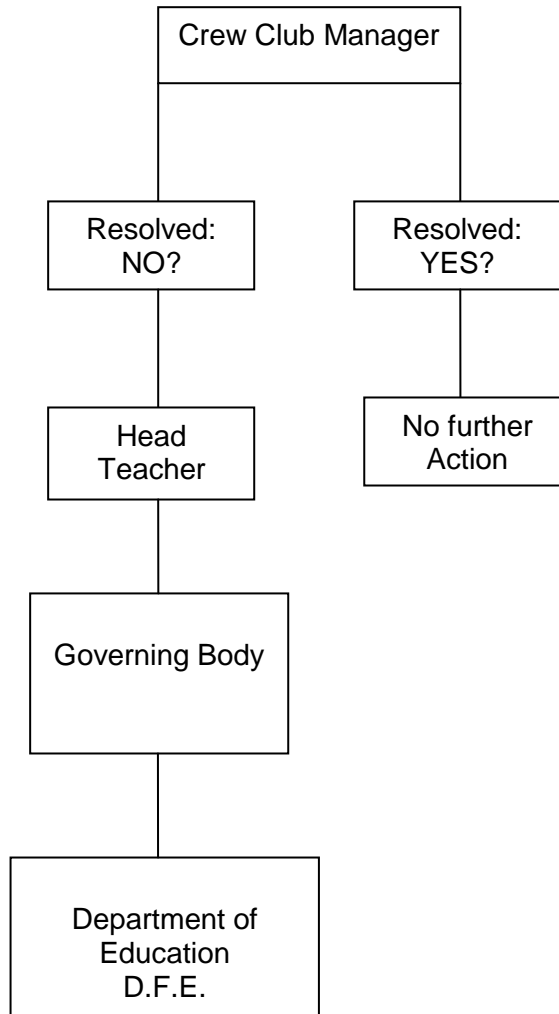 Crew Club Manager
Resolved:
NO?
Resolved:
YES?
Head
Teacher
No further
Action
Governing Body
Department of
Education
D.F.E.